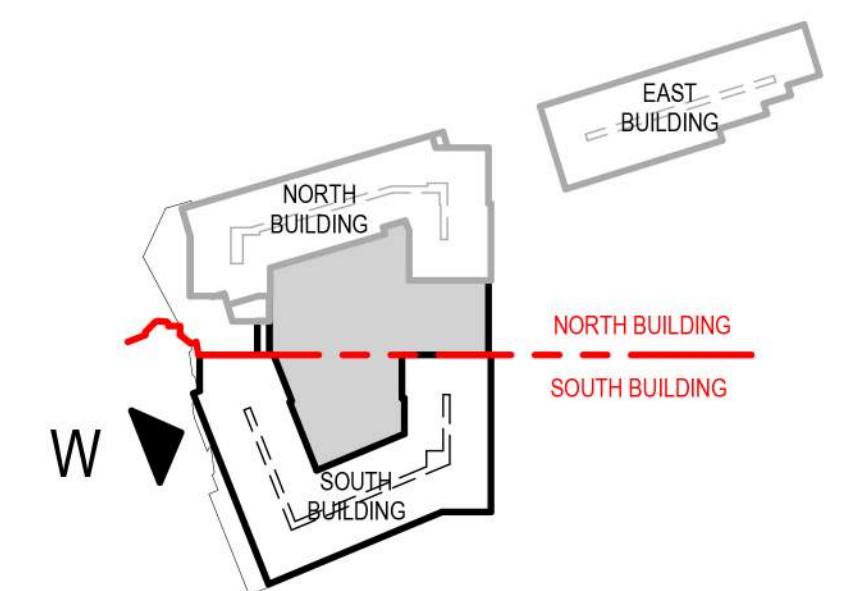 EAST
BUILDING
NORTH
BUILDING
NORTH BUILDING
SOUTH BUILDING
W
SOUTH
BUILDING